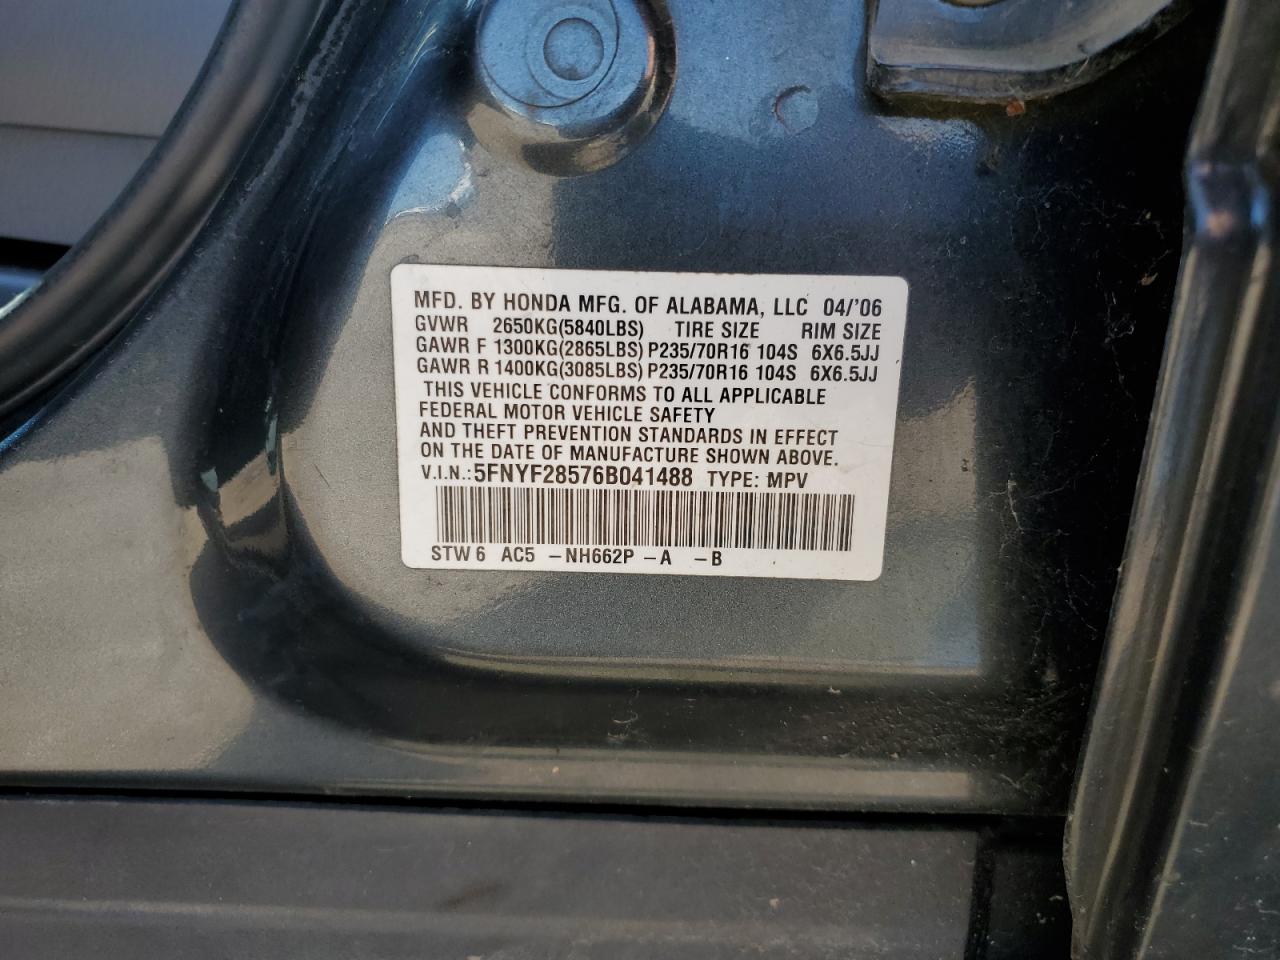 MFD. BY HONDA MFG. OF ALABAMA, LLC 04/'06
GVWR 2650KG(5840LBS) TIRE SIZE RIM SIZE
GAWR F 1300KG(2865LBS) P235/70R16 104S 6X6.5JJ
GAWR R 1400KG(3085LBS) P235/70R16 104S 6X6.5JJ
THIS VEHICLE CONFORMS TO ALL APPLICABLE
FEDERAL MOTOR VEHICLE SAFETY
AND THEFT PREVENTION STANDARDS IN EFFECT
ON THE DATE OF MANUFACTURE SHOWN ABOVE.
V.I.N.: 5FNYF28576B041488 TYPE: MPV
STW 6 AC5 -NH662P -A -B